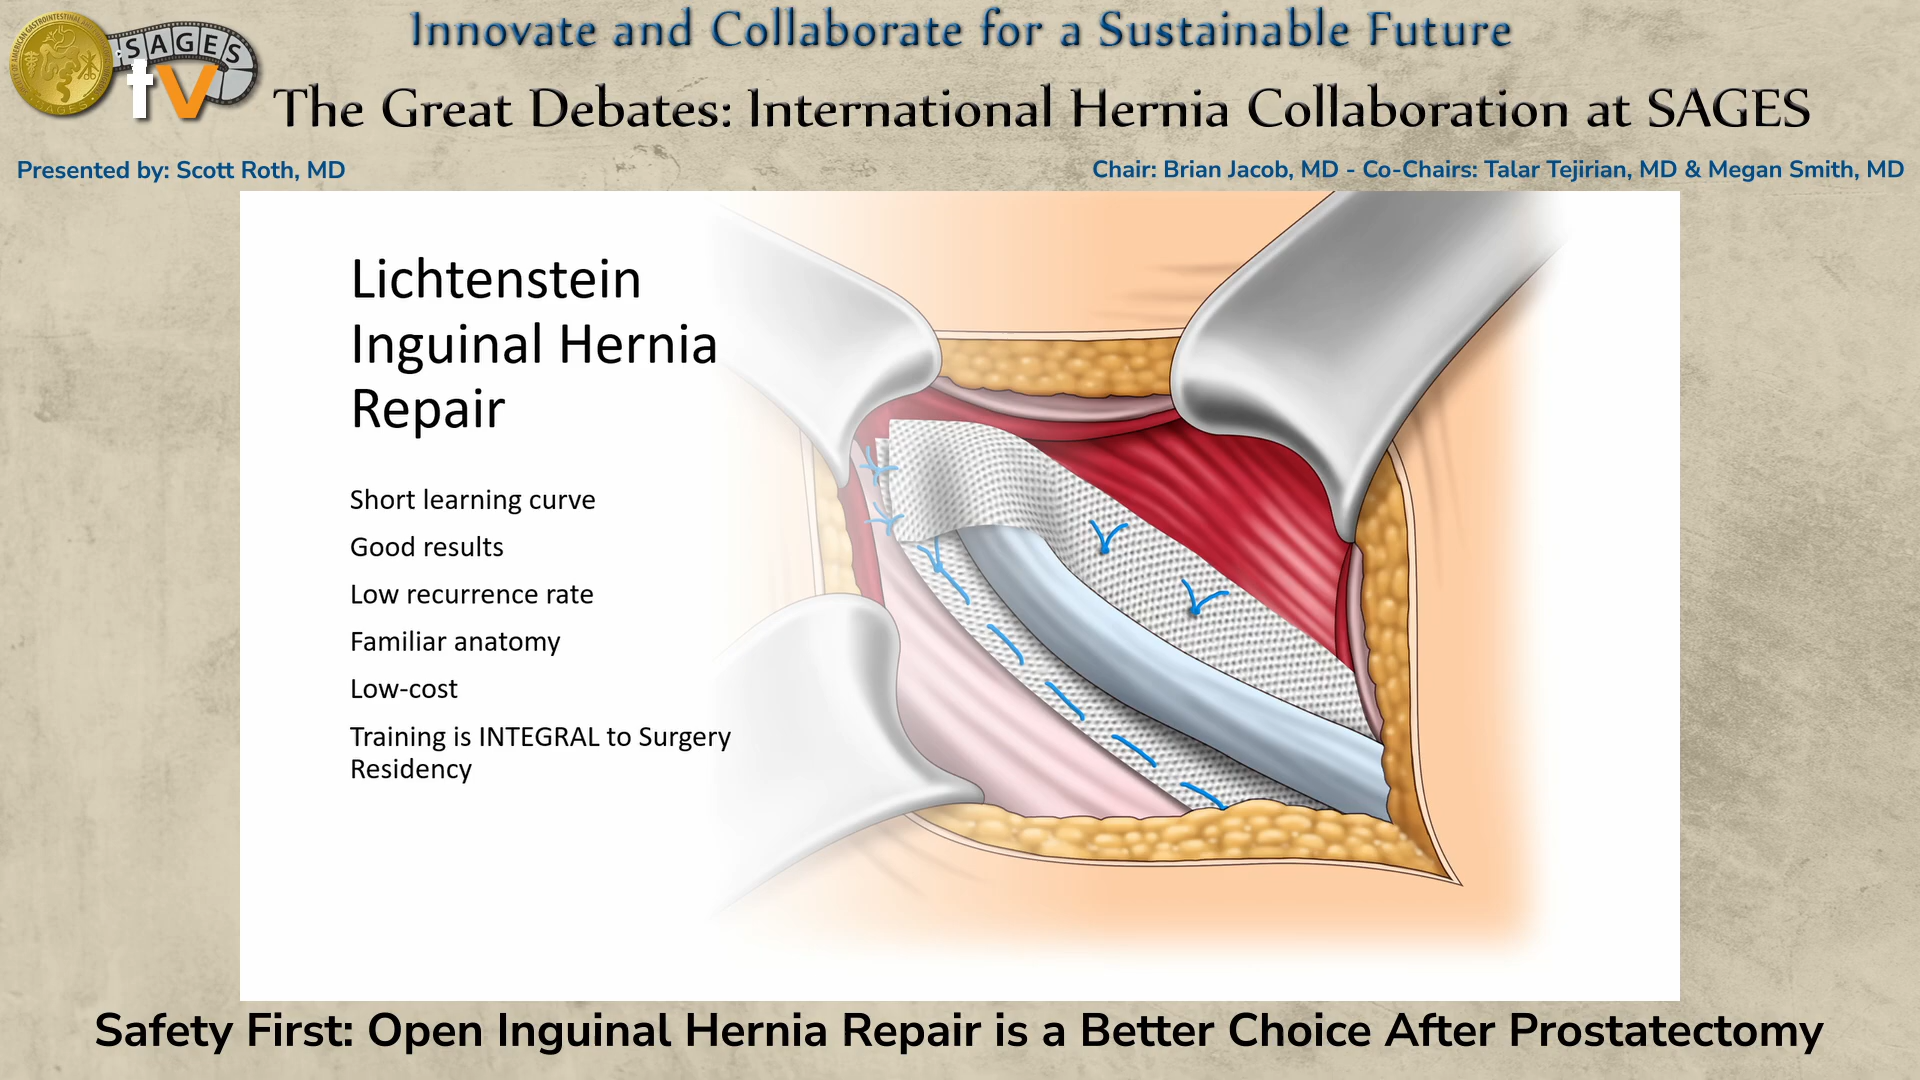 SAGES
tv
Innovate and Collaborate for a Sustainable Future
The Great Debates: International Hernia Collaboration at SAGES
Presented by: Scott Roth, MD
Chair: Brian Jacob, MD - Co-Chairs: Talar Tejirian, MD & Megan Smith, MD
Lichtenstein
Inguinal Hernia
Repair
Short learning curve
Good results
Low recurrence rate
Familiar anatomy
Low-cost
Training is INTEGRAL to Surgery
Residency
Safety First: Open Inguinal Hernia Repair is a Better Choice After Prostatectomy